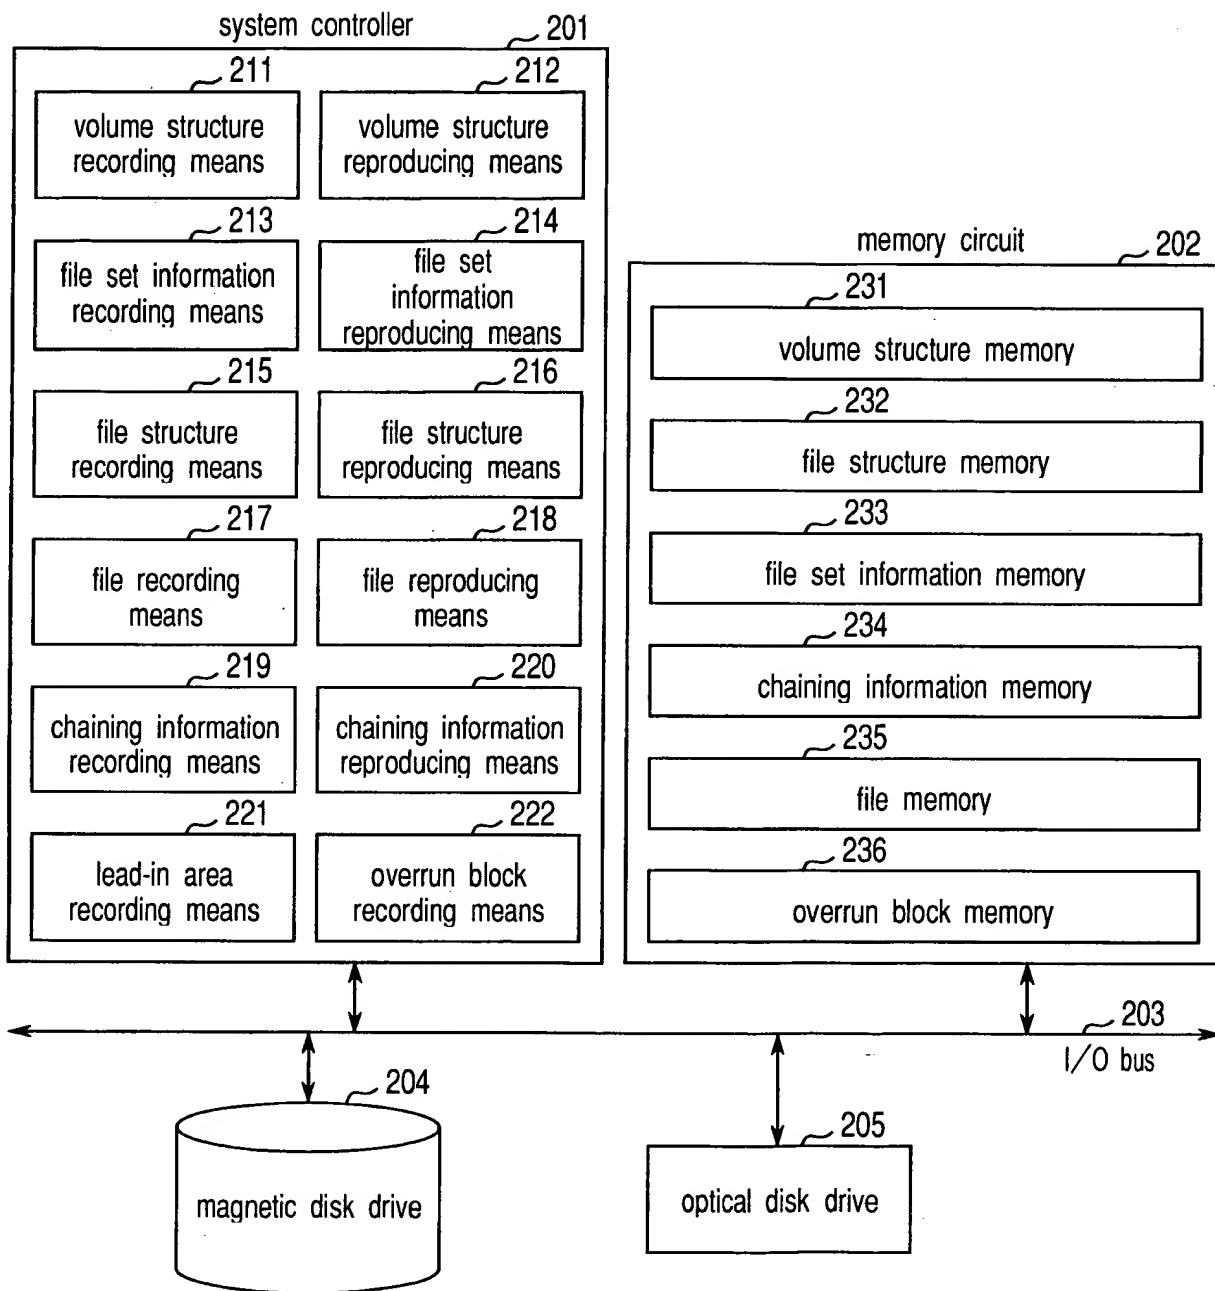 system controller
201
211
volume structure
recording means
212
volume structure
reproducing means
213
file set information
recording means
214
file set
information
reproducing means
215
file structure
recording means
216
file structure
reproducing means
217
file recording
means
218
file reproducing
means
219
chaining information
recording means
220
chaining information
reproducing means
221
lead-in area
recording means
222
overrun block
recording means
memory circuit
202
231
volume structure memory
232
file structure memory
233
file set information memory
234
chaining information memory
235
file memory
236
overrun block memory
203
I/O bus
204
magnetic disk drive
205
optical disk drive